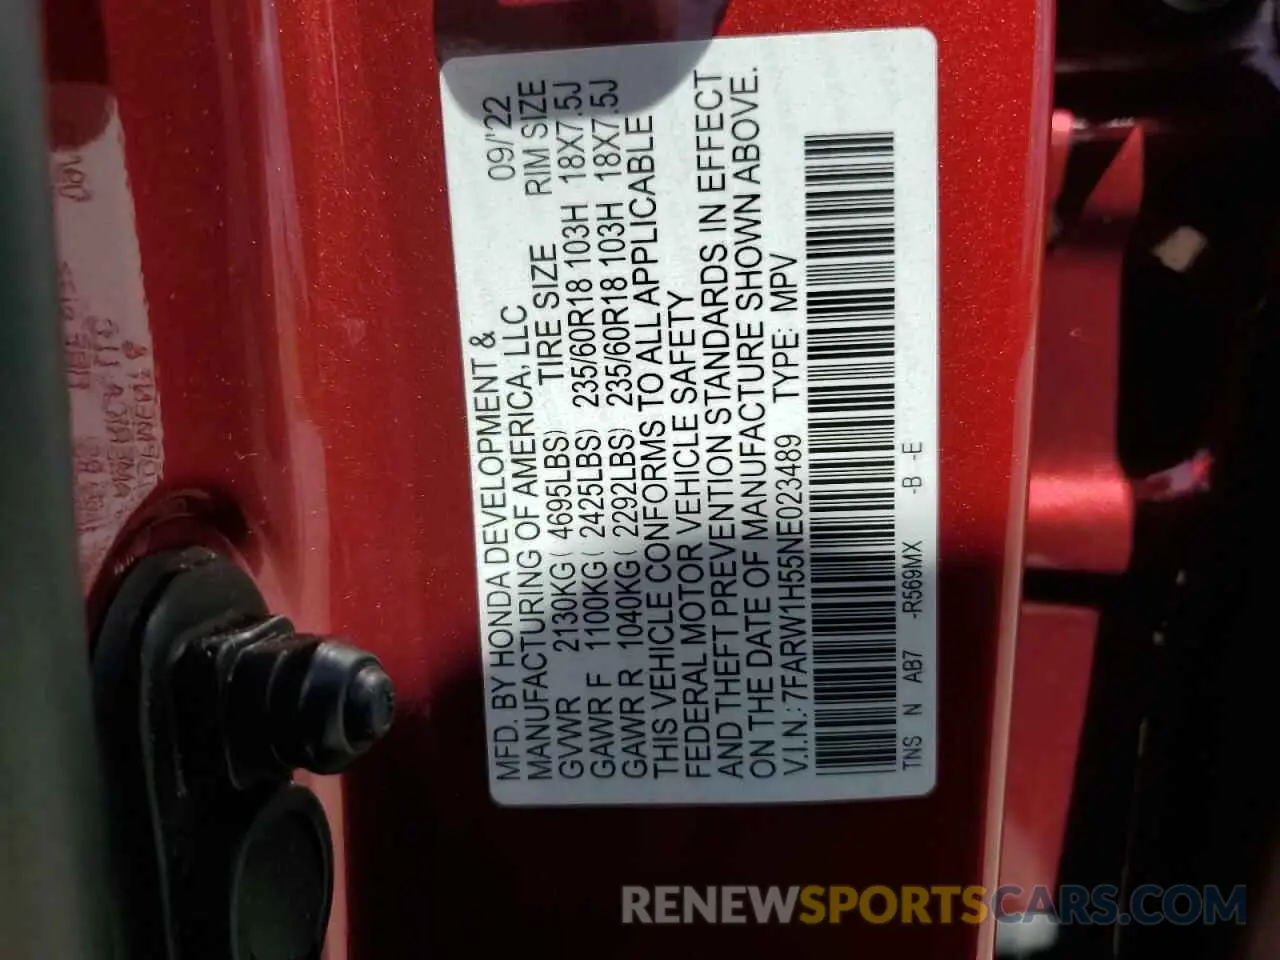 MFD. BY HONDA DEVELOPMENT & 09/'22
MANUFACTURING OF AMERICA, LLC RIM SIZE
GVWR 2130KG ( 4695LBS) TIRE SIZE 18X7.5J
GAWR F 1100KG ( 2425LBS) 235/60R18 103H 18X7.5J
GAWR R 1040KG ( 2292LBS) 235/60R18 103H
THIS VEHICLE CONFORMS TO ALL APPLICABLE
FEDERAL MOTOR VEHICLE SAFETY
AND THEFT PREVENTION STANDARDS IN EFFECT
ON THE DATE OF MANUFACTURE SHOWN ABOVE.
V.I.N.: 7FARW1H55NE023489 TYPE: MPV
TNS N AB7 -R569MX -B -E
RENEWSPORTSCARS.COM